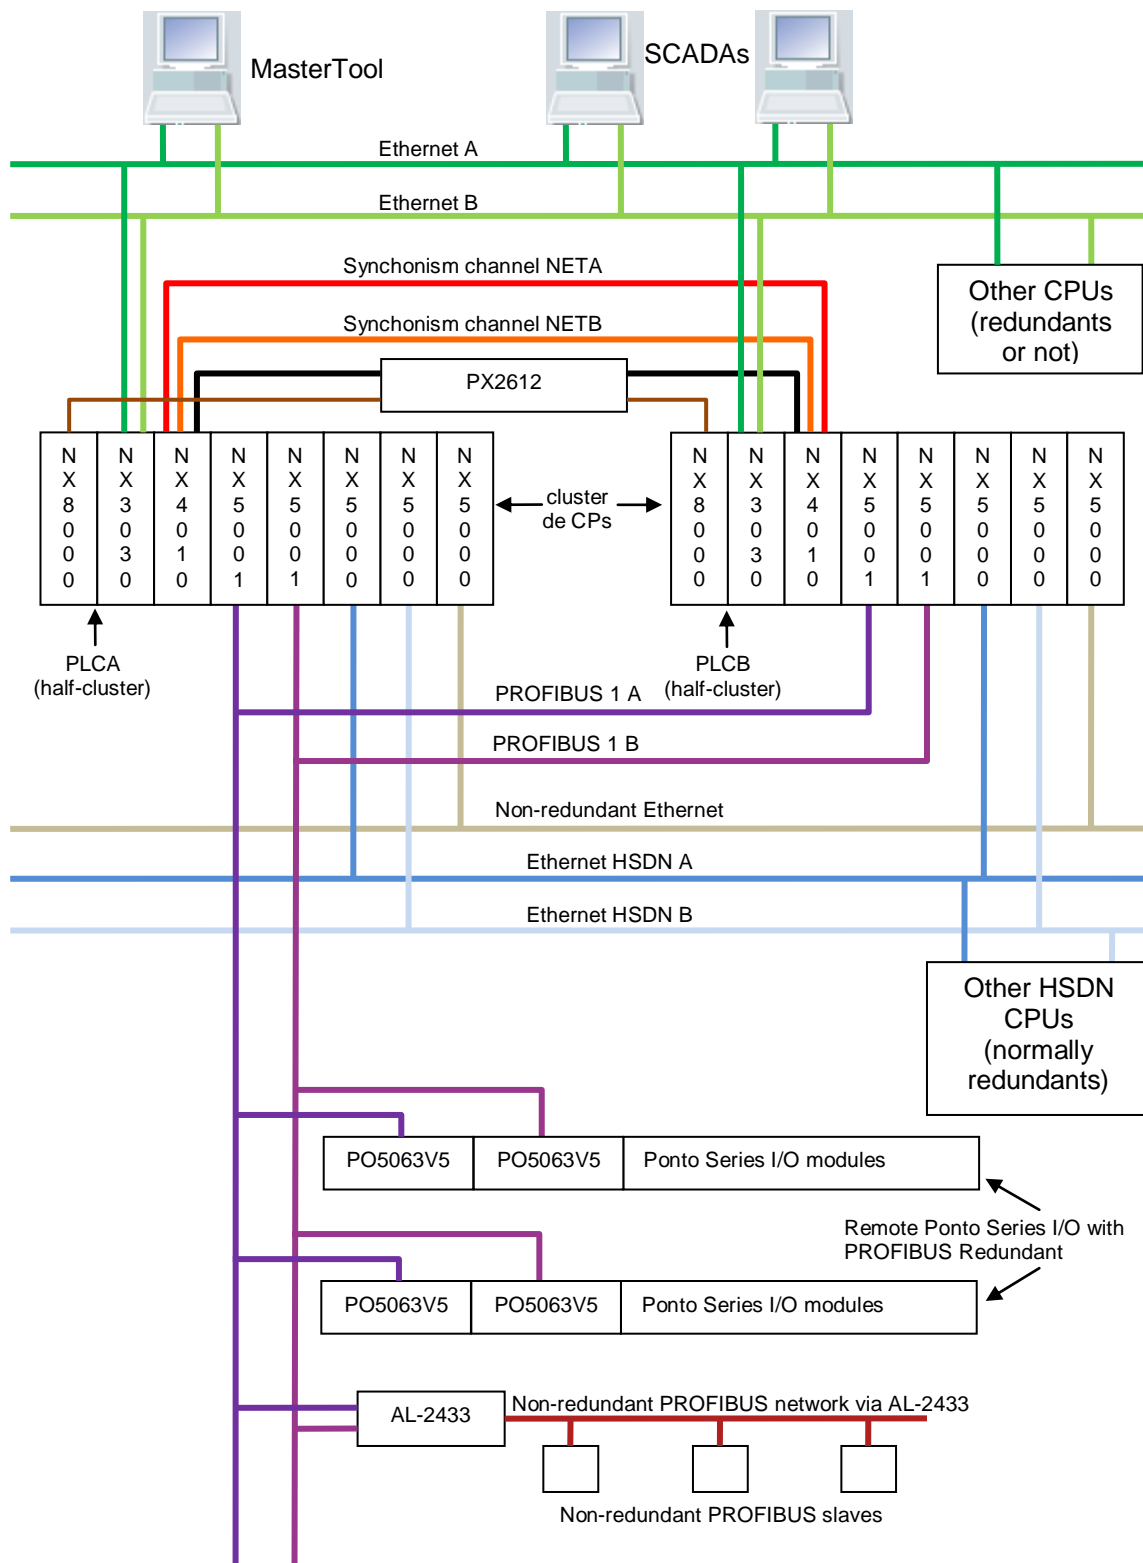 MasterTool
SCADAs
Ethernet A
Ethernet B
Synchonism channel NETA
Synchonism channel NETB
Other CPUs
(redundants
or not)
PX2612
NX8000
NX3030
NX4010
NX5001
NX5001
NX5000
NX5000
NX5000
cluster
de CPs
NX8000
NX3030
NX4010
NX5001
NX5001
NX5000
NX5000
NX5000
PLCA
(half-cluster)
PLCB
(half-cluster)
PROFIBUS 1 A
PROFIBUS 1 B
Non-redundant Ethernet
Ethernet HSDN A
Ethernet HSDN B
Other HSDN
CPUs
(normally
redundants)
PO5063V5
PO5063V5
Ponto Series I/O modules
Remote Ponto Series I/O with
PROFIBUS Redundant
PO5063V5
PO5063V5
Ponto Series I/O modules
AL-2433
Non-redundant PROFIBUS network via AL-2433
Non-redundant PROFIBUS slaves